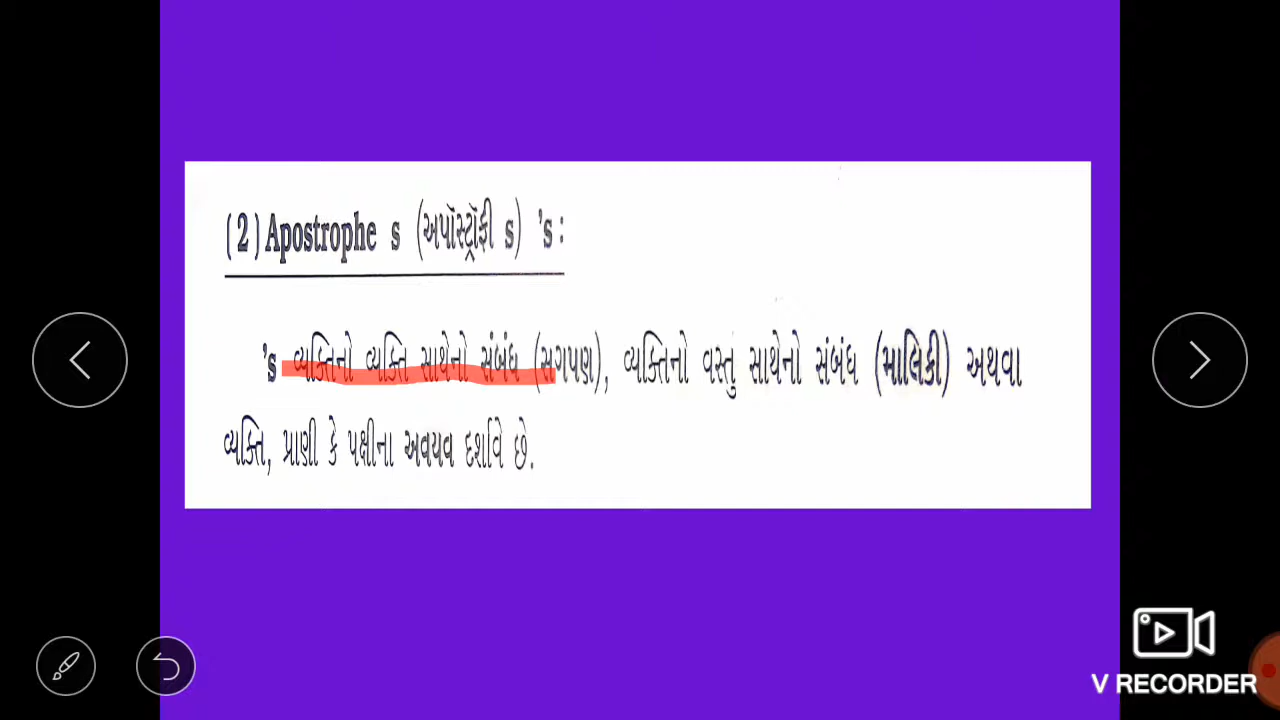 (2) Apostrophe s (અપૉસ્ટ્રૉફી s) ’s :
’s વ્યક્તિનો વ્યક્તિ સાથેનો સંબંધ (સગપણ), વ્યક્તિનો વસ્તુ સાથેનો સંબંધ (માલિકી) અથવા
વ્યક્તિ, પ્રાણી કે પક્ષીના અવયવ દર્શાવે છે.
V RECORDER